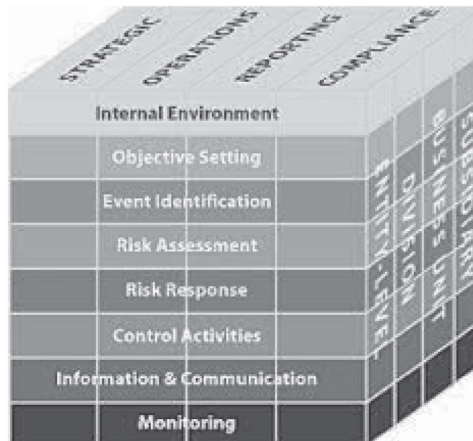 STRATEGIC
OPERATIONS
REPORTING
COMPLIANCE
Internal Environment
Objective Setting
Event Identification
Risk Assessment
Risk Response
Control Activities
Information & Communication
Monitoring
ENTITY-LEVEL
DIVISION
BUSINESS UNIT
SUBSIDIARY